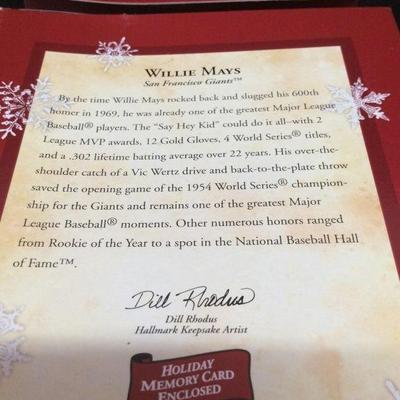 WILLIE MAYS
San Francisco Giants™
By the time Willie Mays rocked back and slugged his 600th
homer in 1969, he was already one of the greatest Major League
Baseball® players. The "Say Hey Kid" could do it all--with 2
League MVP awards, 12 Gold Gloves, 4 World Series® titles,
and a .302 lifetime batting average over 22 years. His over-the-
shoulder catch of a Vic Wertz drive and back-to-the-plate throw
saved the opening game of the 1954 World Series® champion-
ship for the Giants and remains one of the greatest Major
League Baseball® moments. Other numerous honors ranged
from Rookie of the Year to a spot in the National Baseball Hall
of Fame™.
Dill Rhodus
Dill Rhodus
Hallmark Keepsake Artist
HOLIDAY
MEMORY CARD
ENCLOSED